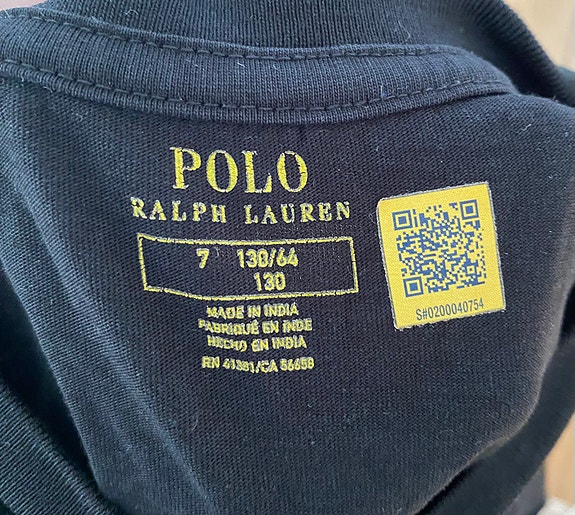 POLO
RALPH LAUREN
7 130/64
130
MADE IN INDIA
FABRIQUÉ EN INDE
HECHO EN INDIA
RN 41381/CA 56658
S#0200040754